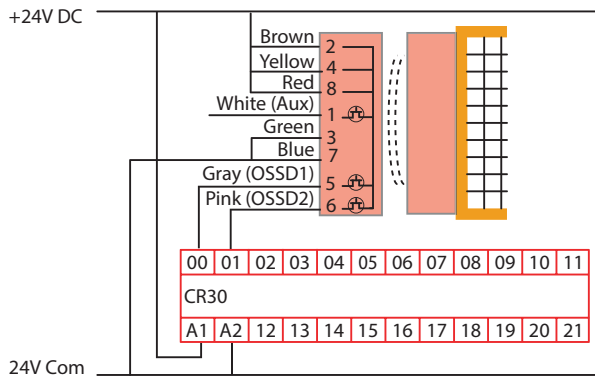 +24V DC
Brown 2
Yellow 4
Red 8
White (Aux) 1
Green 3
Blue 7
Gray (OSSD1) 5
Pink (OSSD2) 6
00 01 02 03 04 05 06 07 08 09 10 11
CR30
A1 A2 12 13 14 15 16 17 18 19 20 21
24V Com